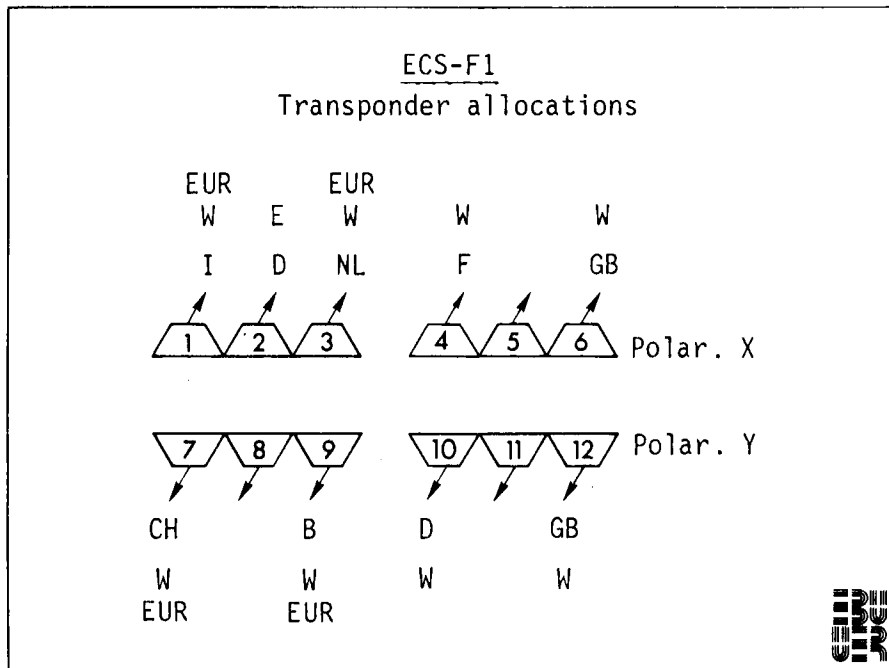 ECS-F1
Transponder allocations
EUR EUR
W E W W W
I D NL F GB
1 2 3 4 5 6 Polar. X
7 8 9 10 11 12 Polar. Y
CH B D GB
W W W W
EUR EUR